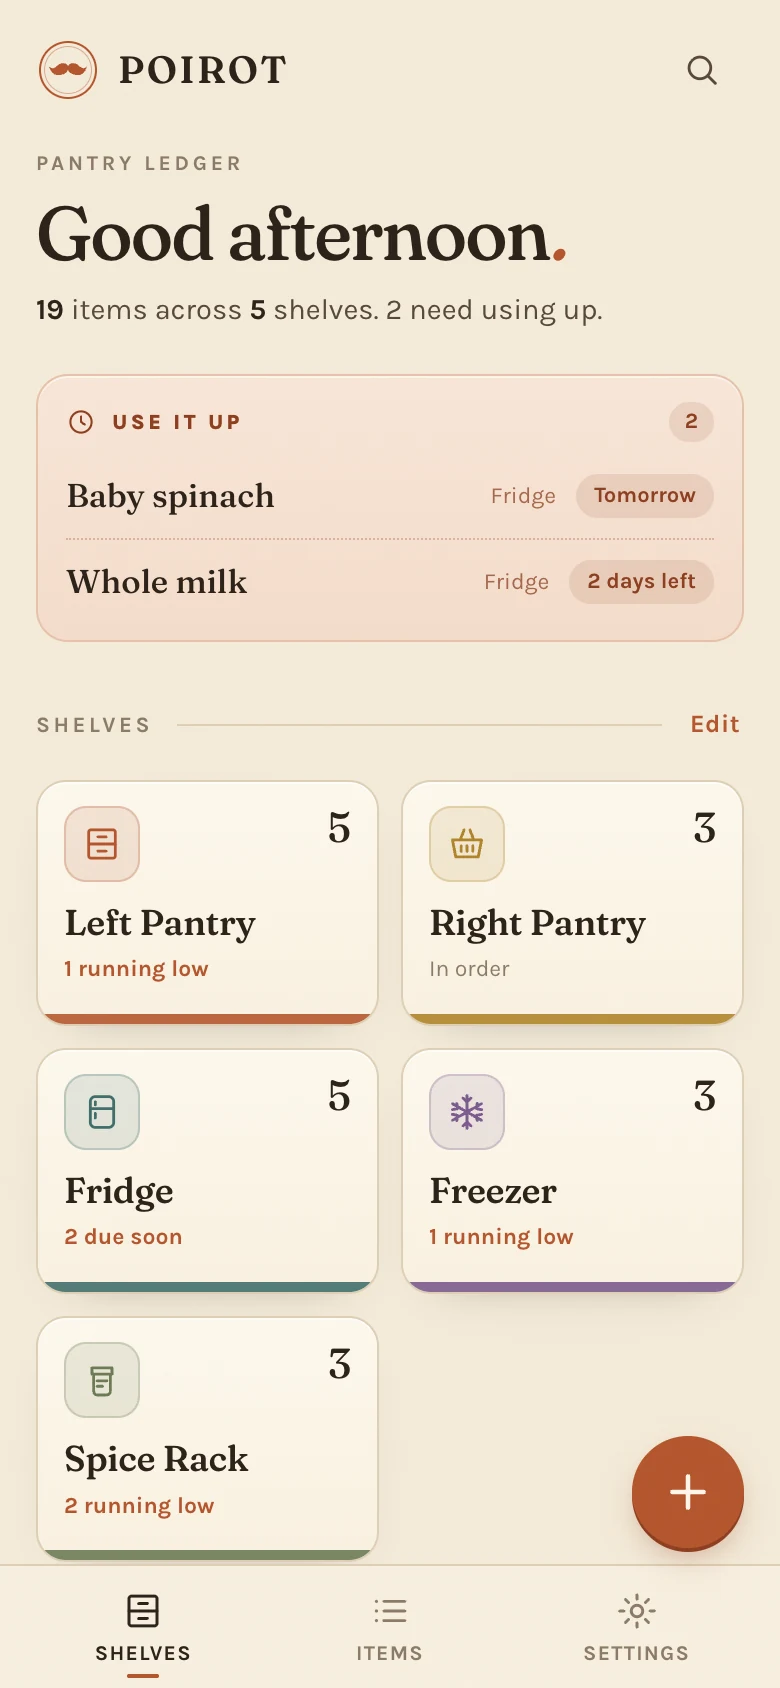 POIROT
PANTRY LEDGER
Good afternoon.
19 items across 5 shelves. 2 need using up.
USE IT UP 2
Baby spinach Fridge Tomorrow
Whole milk Fridge 2 days left
SHELVES Edit
5 3
Left Pantry Right Pantry
1 running low In order
5 3
Fridge Freezer
2 due soon 1 running low
3
Spice Rack
2 running low
SHELVES ITEMS SETTINGS